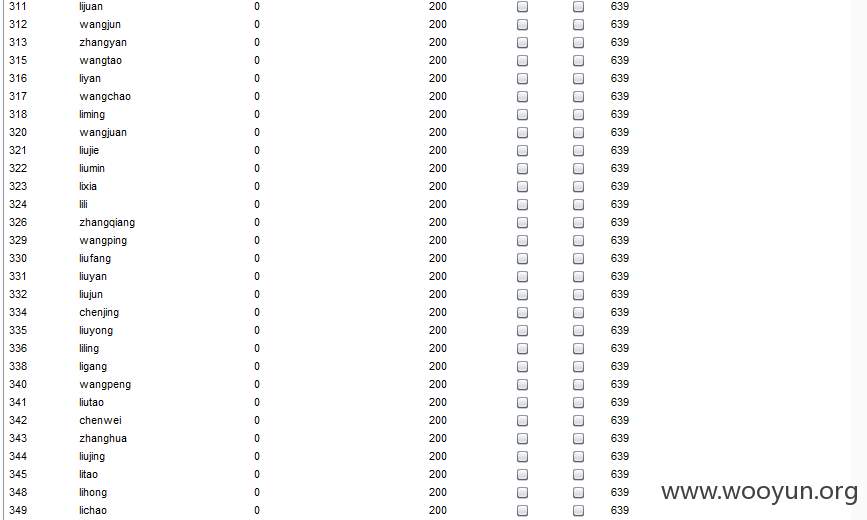 311 lijuan 0 200 639
312 wangjun 0 200 639
313 zhangyan 0 200 639
315 wangtao 0 200 639
316 liyan 0 200 639
317 wangchao 0 200 639
318 liming 0 200 639
320 wangjuan 0 200 639
321 liujie 0 200 639
322 liumin 0 200 639
323 lixia 0 200 639
324 lili 0 200 639
326 zhangqiang 0 200 639
329 wangping 0 200 639
330 liufang 0 200 639
331 liuyan 0 200 639
332 liujun 0 200 639
334 chenjing 0 200 639
335 liuyong 0 200 639
336 liling 0 200 639
338 ligang 0 200 639
340 wangpeng 0 200 639
341 liutao 0 200 639
342 chenwei 0 200 639
343 zhanghua 0 200 639
344 liujing 0 200 639
345 litao 0 200 639
348 lihong 0 200 639
349 lichao 0 200 639
www.wooyun.org